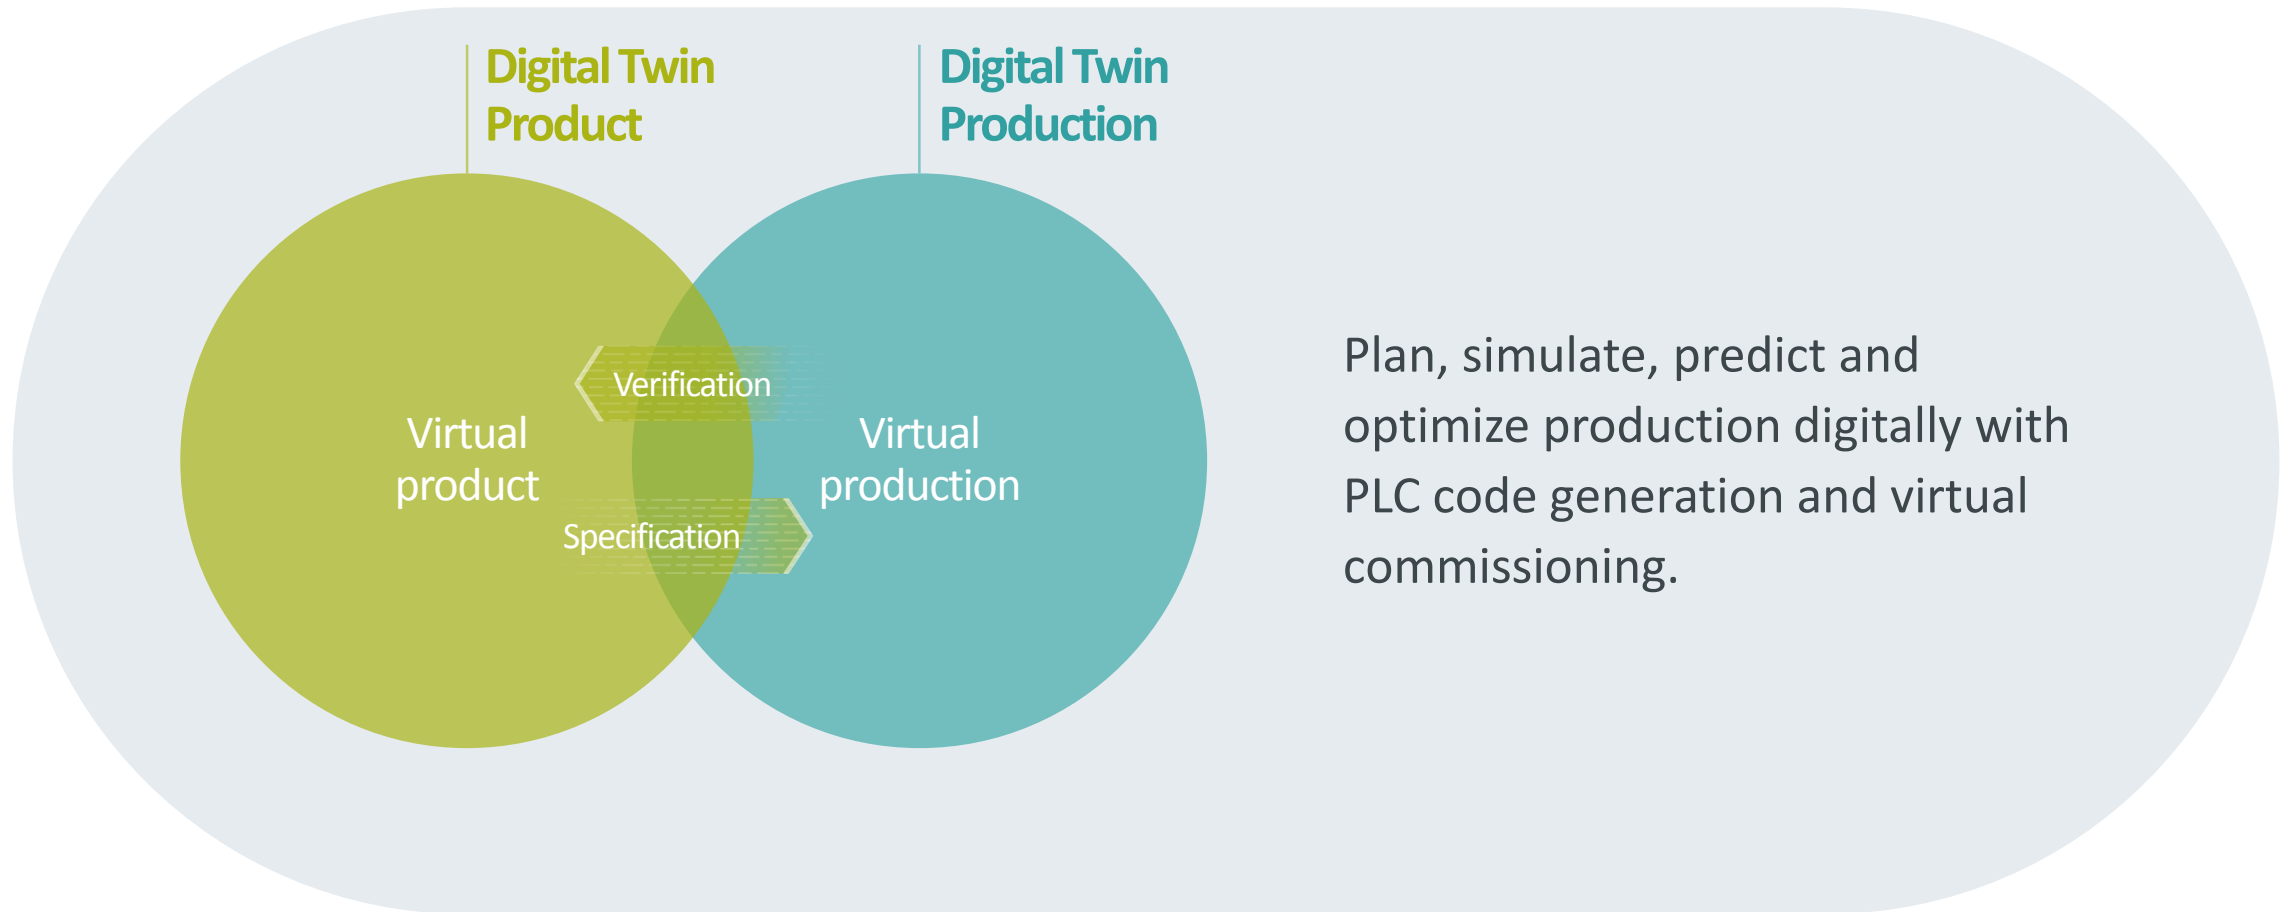 Digital Twin
Product
Digital Twin
Production
Verification
Virtual
product
Virtual
production
Specification
Plan, simulate, predict and
optimize production digitally with
PLC code generation and virtual
commissioning.